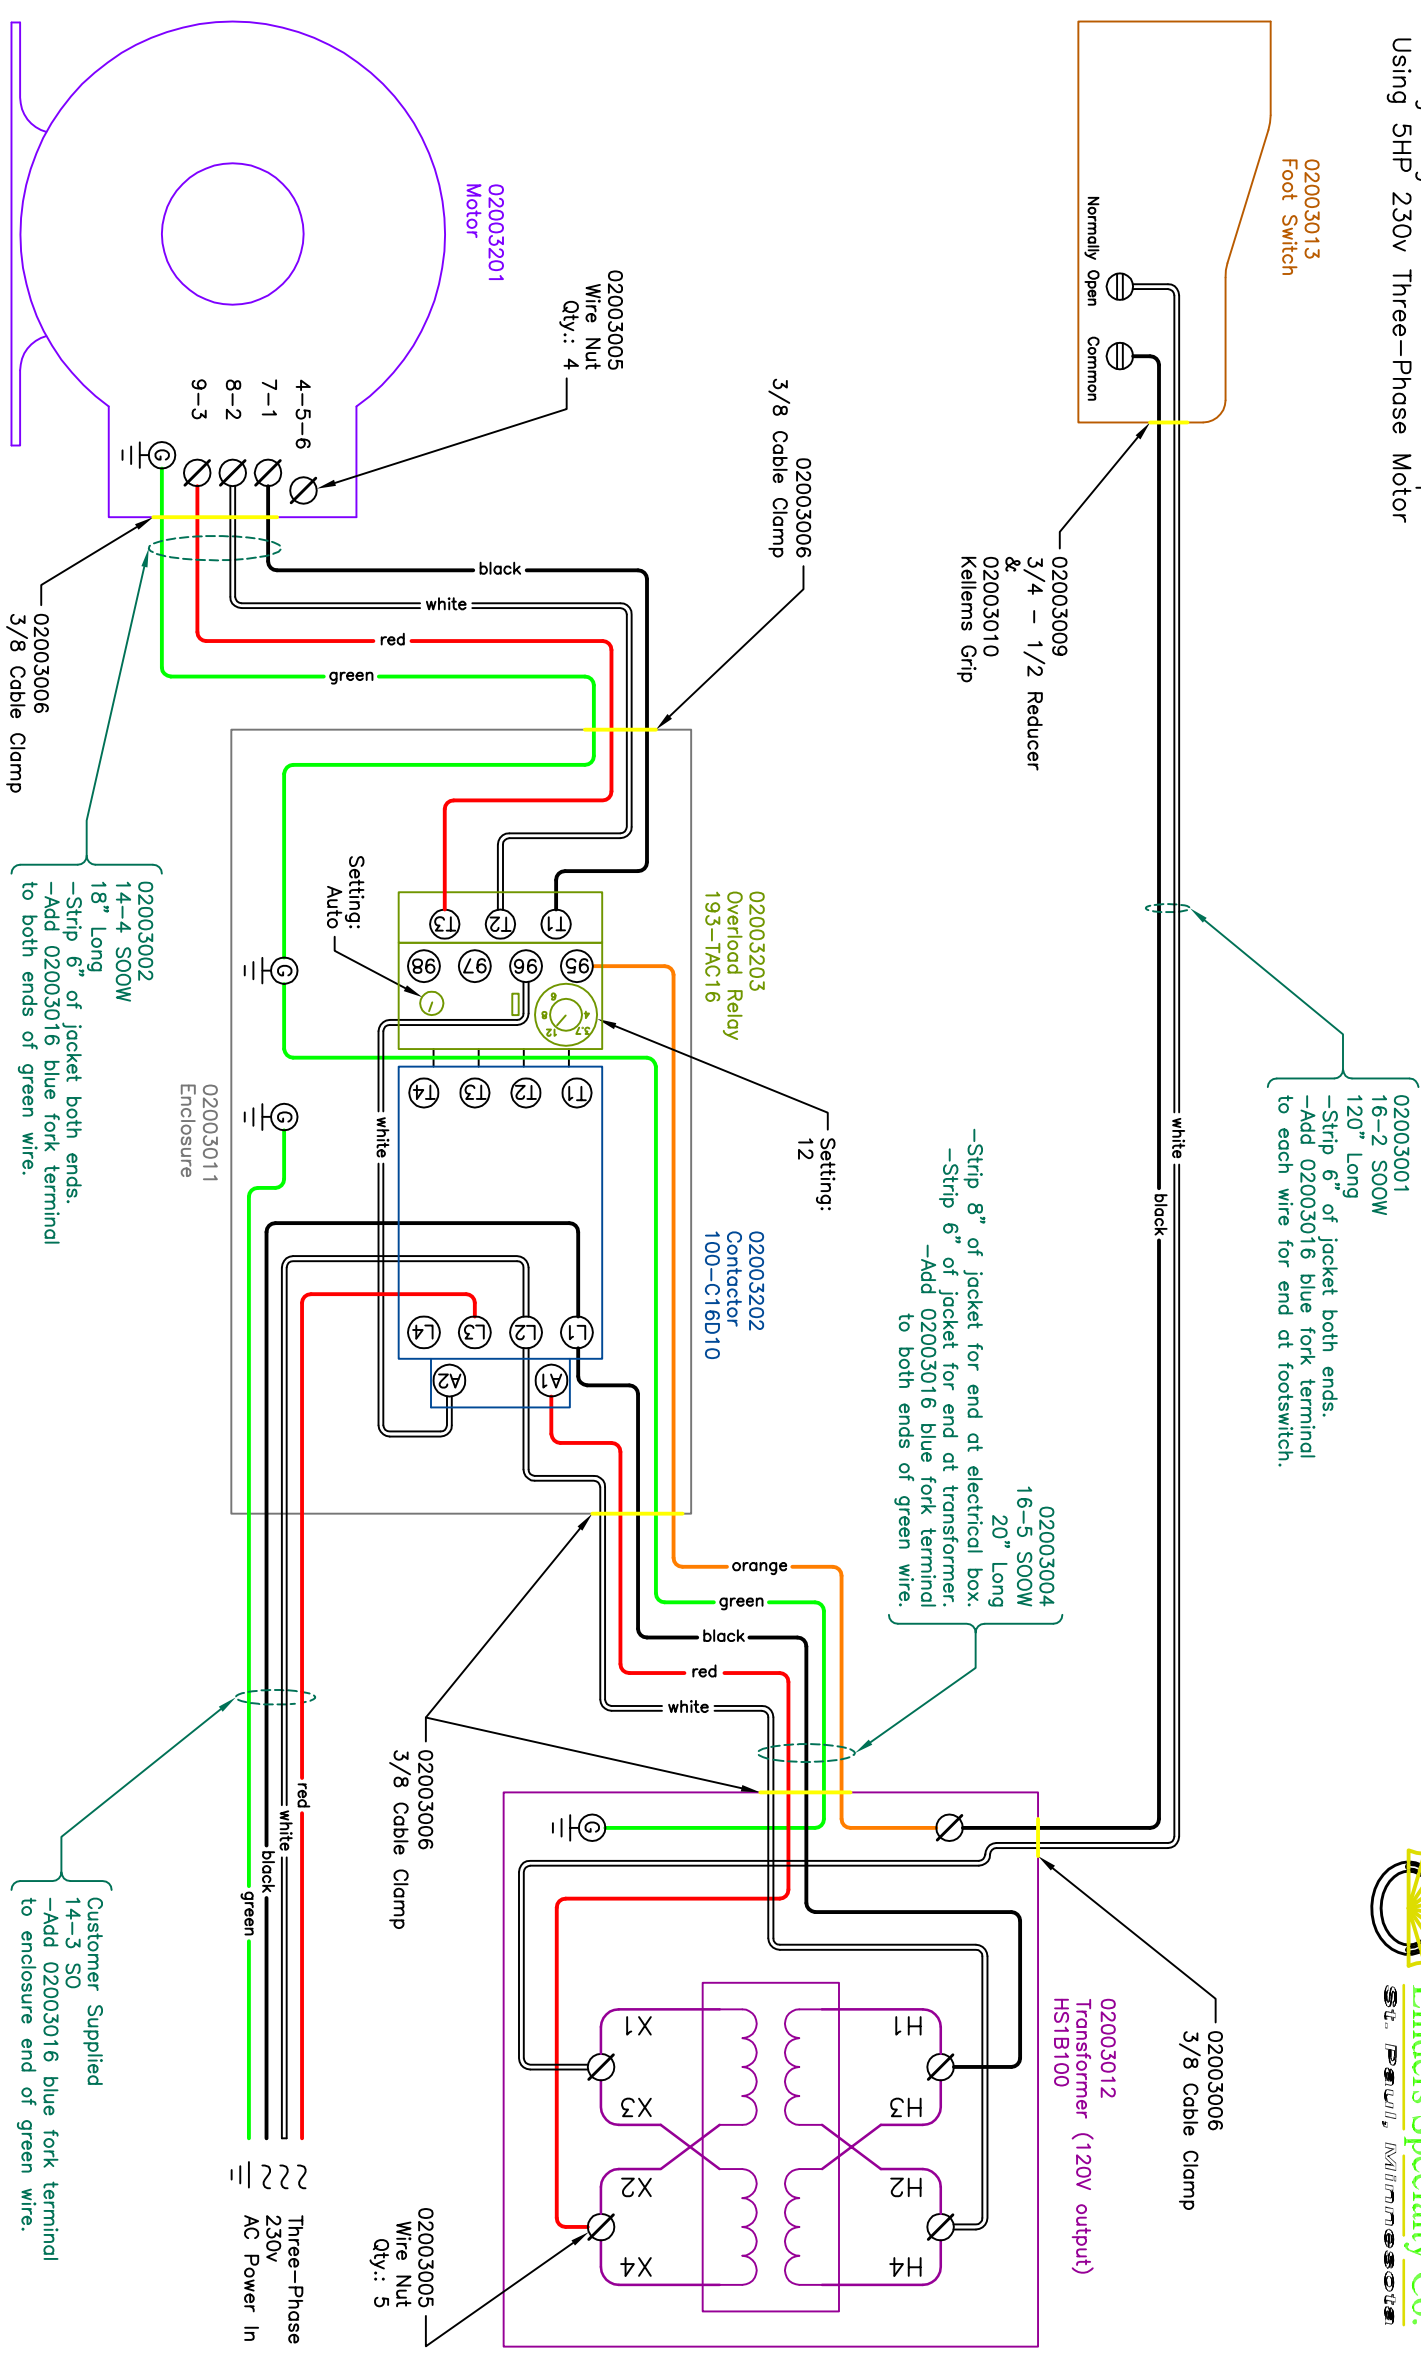 Using 5HP 230v Three-Phase Motor
Linders Specialty Co.
St. Paul, Minnesota
02003013
Foot Switch
Normally Open
Common
02003009
3/4 - 1/2 Reducer
&
02003010
Kellems Grip
02003001
16-2 SOOW
120" Long
-Strip 6" of jacket both ends.
-Add 02003016 blue fork terminal
to each wire for end at footswitch.
white
black
02003006
3/8 Cable Clamp
02003201
Motor
02003005
Wire Nut
Qty.: 4
4-5-6
7-1
8-2
9-3
G
02003006
3/8 Cable Clamp
02003006
3/8 Cable Clamp
black
white
red
green
02003002
14-4 SOOW
18" Long
-Strip 6" of jacket both ends.
-Add 02003016 blue fork terminal
to both ends of green wire.
02003203
Overload Relay
193-TAC16
Setting:
Auto
Setting:
12
T1
T2
T3
95
96
97
98
3.7
4
6
8
12
G
G
02003011
Enclosure
white
02003202
Contactor
100-C16D10
T1
T2
T3
T4
L1
L2
L3
L4
A1
A2
02003004
16-5 SOOW
20" Long
-Strip 8" of jacket for end at electrical box.
-Strip 6" of jacket for end at transformer.
-Add 02003016 blue fork terminal
to both ends of green wire.
orange
green
black
red
white
02003006
3/8 Cable Clamp
02003012
Transformer (120V output)
HS1B100
G
H1
H3
H2
H4
X1
X3
X2
X4
02003005
Wire Nut
Qty.: 5
red
white
black
green
Three-Phase
230v
AC Power In
Customer Supplied
14-3 SO
-Add 02003016 blue fork terminal
to enclosure end of green wire.